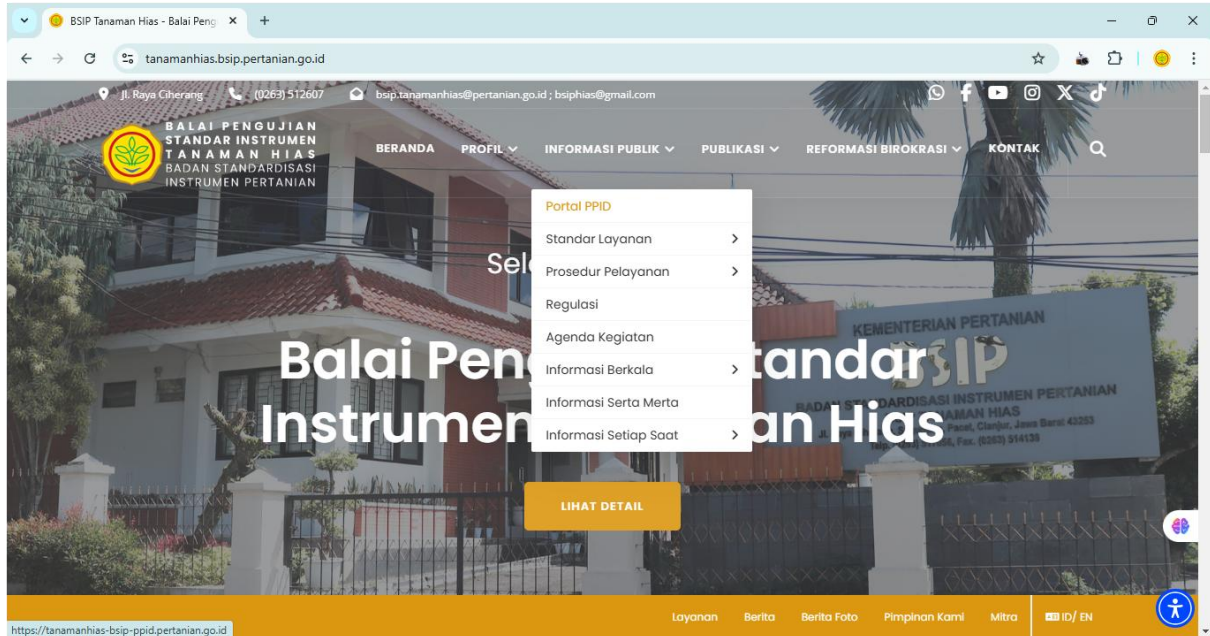 BSIP Tanaman Hias - Balai Peng
tanamanhias.bsip.pertanian.go.id
Jl. Raya Ciherang (0263) 512607 bsip.tanamanhias@pertanian.go.id ; bsiphias@gmail.com
BALAI PENGUJIAN
STANDAR INSTRUMEN
TANAMAN HIAS
BADAN STANDARDISASI
INSTRUMEN PERTANIAN
BERANDA PROFIL INFORMASI PUBLIK PUBLIKASI REFORMASI BIROKRASI KONTAK
Portal PPID
Standar Layanan
Prosedur Pelayanan
Regulasi
Agenda Kegiatan
Informasi Berkala
Informasi Serta Merta
Informasi Setiap Saat
Sel
Balai Pen tandar
Instrumen an Hias
KEMENTERIAN PERTANIAN
BSIP
BADAN STANDARDISASI INSTRUMEN PERTANIAN
LIHAT DETAIL
Layanan Berita Berita Foto Pimpinan Kami Mitra ID/ EN
https://tanamanhias-bsip-ppid.pertanian.go.id